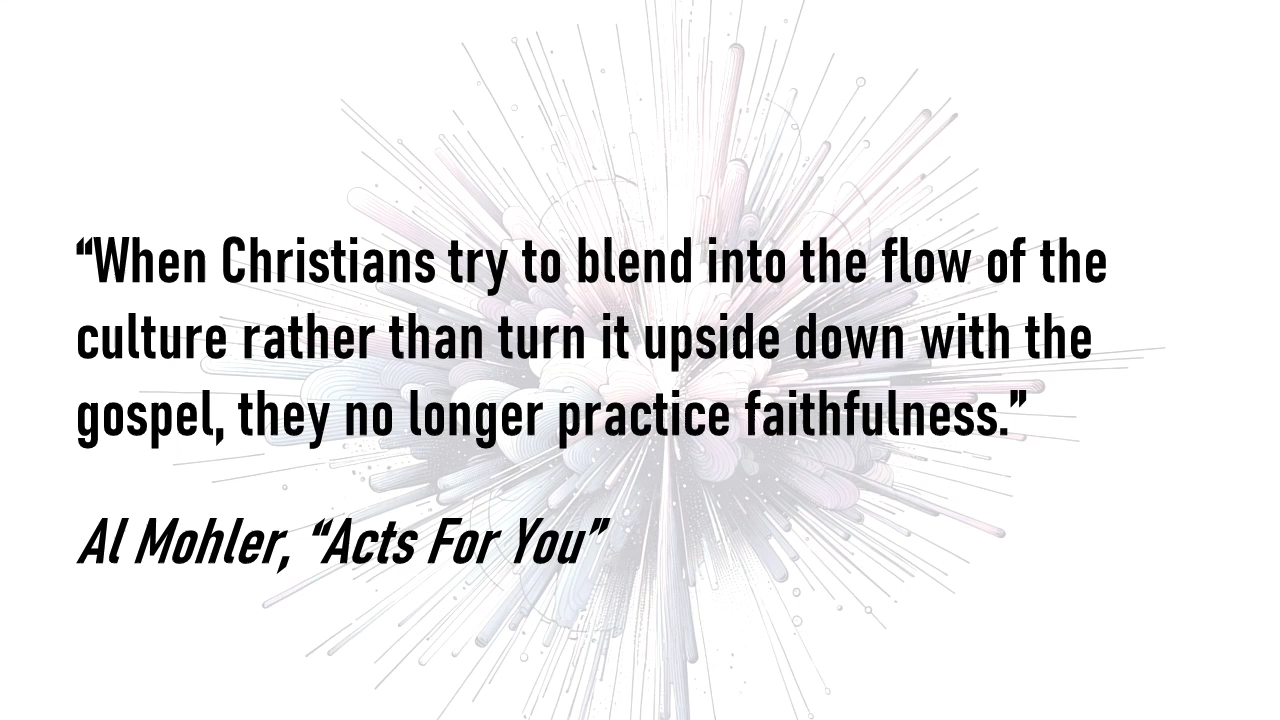 “When Christians try to blend into the flow of the
culture rather than turn it upside down with the
gospel, they no longer practice faithfulness.”
Al Mohler, “Acts For You”